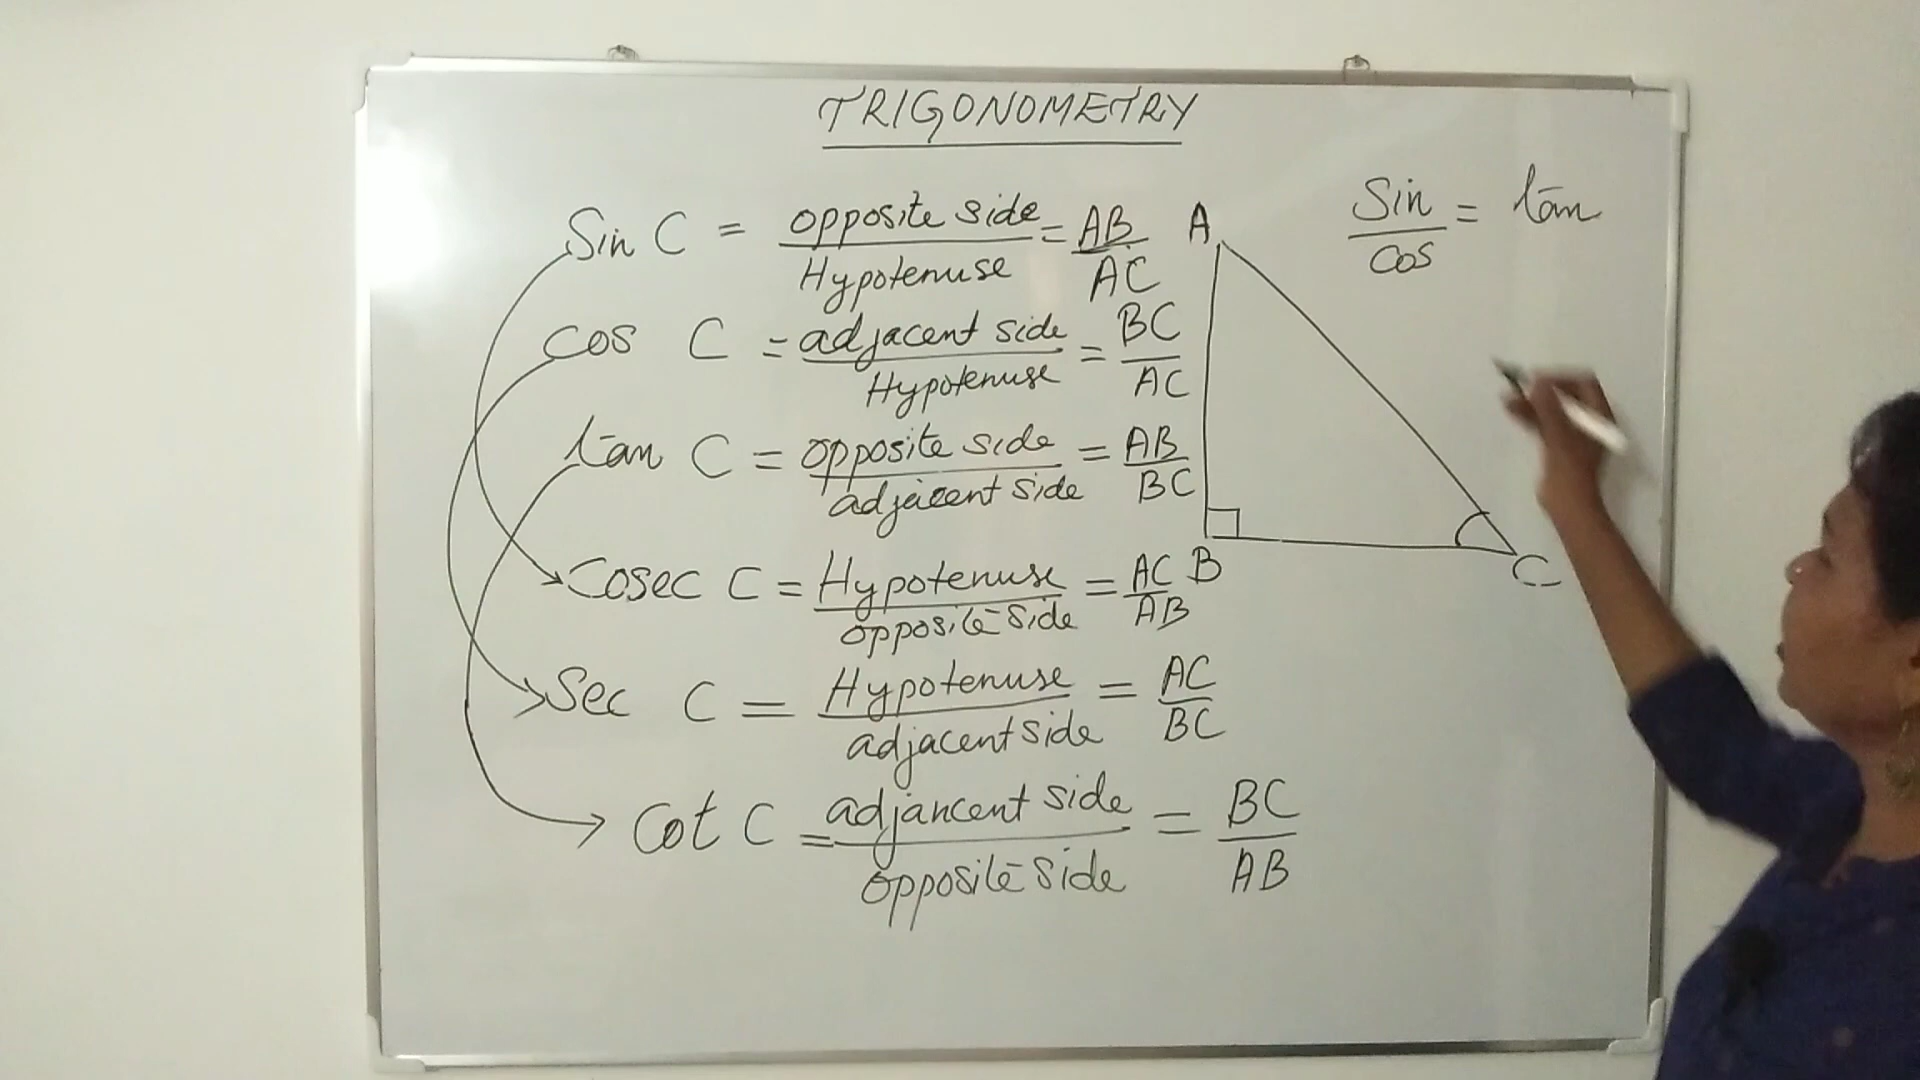 TRIGONOMETRY
Sin C = opposite side / Hypotenuse = AB / AC
cos C = adjacent side / Hypotenuse = BC / AC
tan C = opposite side / adjacent side = AB / BC
Cosec C = Hypotenuse / opposite side = AC / AB
Sec C = Hypotenuse / adjacent side = AC / BC
Cot C = adjancent side / opposite side = BC / AB
A
B
C
Sin / cos = tan